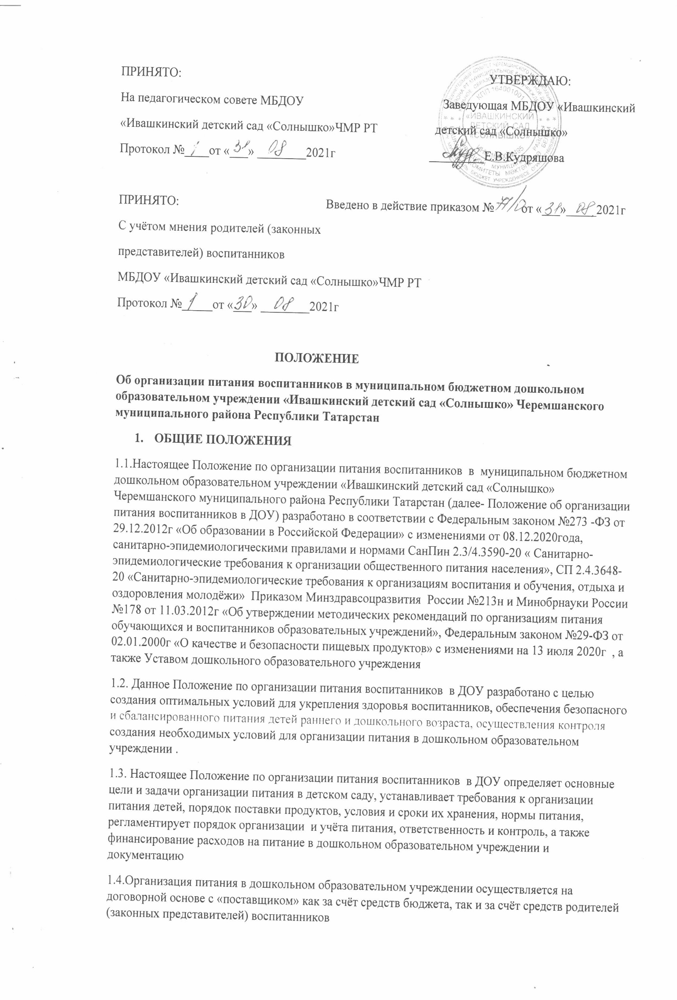 ПРИНЯТО:
УТВЕРЖДАЮ:
На педагогическом совете МБДОУ
Заведующая МБДОУ «Ивашкинский
«Ивашкинский детский сад «Солнышко»ЧМР РТ
детский сад «Солнышко»
Протокол №____от «31» 08 2021г
Е.В.Кудряшова
КПП 164001001
«ИВАШКИНСКИЙ
ДЕТСКИЙ САД
«СОЛНЫШКО»
ПРИНЯТО:
Введено в действие приказом № от «31» 08 2021г
С учётом мнения родителей (законных
представителей) воспитанников
МБДОУ «Ивашкинский детский сад «Солнышко»ЧМР РТ
Протокол № 1 от «30» 08 2021г
ПОЛОЖЕНИЕ
Об организации питания воспитанников в муниципальном бюджетном дошкольном
образовательном учреждении «Ивашкинский детский сад «Солнышко» Черемшанского
муниципального района Республики Татарстан
1. ОБЩИЕ ПОЛОЖЕНИЯ
1.1.Настоящее Положение по организации питания воспитанников в муниципальном бюджетном
дошкольном образовательном учреждении «Ивашкинский детский сад «Солнышко»
Черемшанского муниципального района Республики Татарстан (далее- Положение об организации
питания воспитанников в ДОУ) разработано в соответствии с Федеральным законом №273 -ФЗ от
29.12.2012г «Об образовании в Российской Федерации» с изменениями от 08.12.2020года,
санитарно-эпидемиологическими правилами и нормами СанПин 2.3/4.3590-20 « Санитарно-
эпидемиологические требования к организации общественного питания населения», СП 2.4.3648-
20 «Санитарно-эпидемиологические требования к организациям воспитания и обучения, отдыха и
оздоровления молодёжи» Приказом Минздравсоцразвития России №213н и Минобрнауки России
№178 от 11.03.2012г «Об утверждении методических рекомендаций по организациям питания
обучающихся и воспитанников образовательных учреждений», Федеральным законом №29-ФЗ от
02.01.2000г «О качестве и безопасности пищевых продуктов» с изменениями на 13 июля 2020г , а
также Уставом дошкольного образовательного учреждения
1.2. Данное Положение по организации питания воспитанников в ДОУ разработано с целью
создания оптимальных условий для укрепления здоровья воспитанников, обеспечения безопасного
и сбалансированного питания детей раннего и дошкольного возраста, осуществления контроля
создания необходимых условий для организации питания в дошкольном образовательном
учреждении .
1.3. Настоящее Положение по организации питания воспитанников в ДОУ определяет основные
цели и задачи организации питания в детском саду, устанавливает требования к организации
питания детей, порядок поставки продуктов, условия и сроки их хранения, нормы питания,
регламентирует порядок организации и учёта питания, ответственность и контроль, а также
финансирование расходов на питание в дошкольном образовательном учреждении и
документацию
1.4.Организация питания в дошкольном образовательном учреждении осуществляется на
договорной основе с «поставщиком» как за счёт средств бюджета, так и за счёт средств родителей
(законных представителей) воспитанников